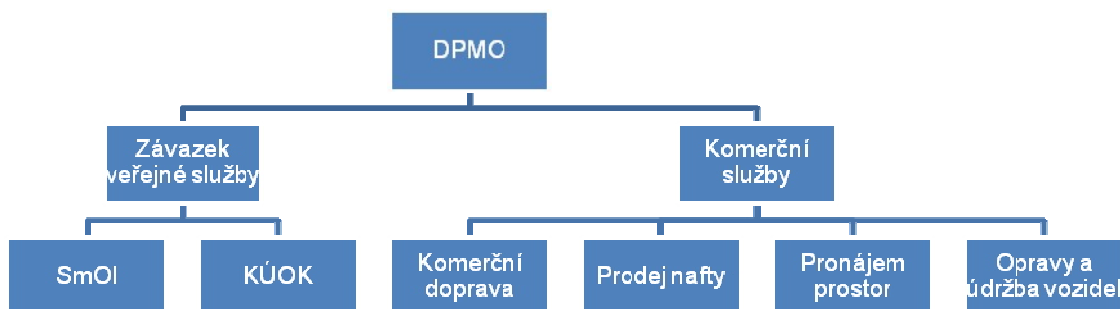 DPMO
Závazek
veřejné služby
Komerční
služby
SmOl
KÚOK
Komerční
doprava
Prodej nafty
Pronájem
prostor
Opravy a
údržba vozidel